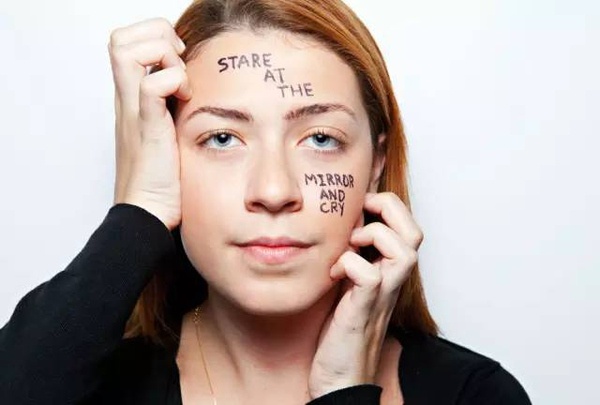 STARE
AT
THE
MIRROR
AND
CRY